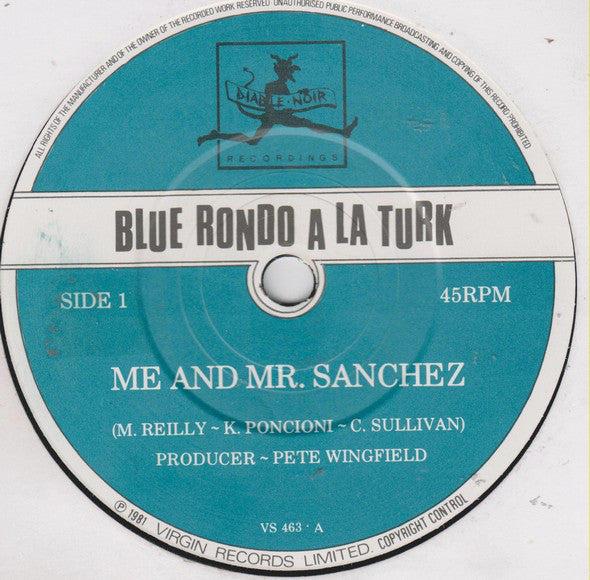 ALL RIGHTS OF THE MANUFACTURER AND OF THE OWNER OF THE RECORDED WORK RESERVED · UNAUTHORISED PUBLIC PERFORMANCE BROADCASTING AND COPYING OF THIS RECORD PROHIBITED
DIABLE·NOIR
RECORDINGS
BLUE RONDO A LA TURK
SIDE 1
45RPM
ME AND MR. SANCHEZ
(M. REILLY ~ K. PONCIONI ~ C. SULLIVAN)
PRODUCER ~ PETE WINGFIELD
VS 463 · A
Ⓟ 1981 VIRGIN RECORDS LIMITED. COPYRIGHT CONTROL